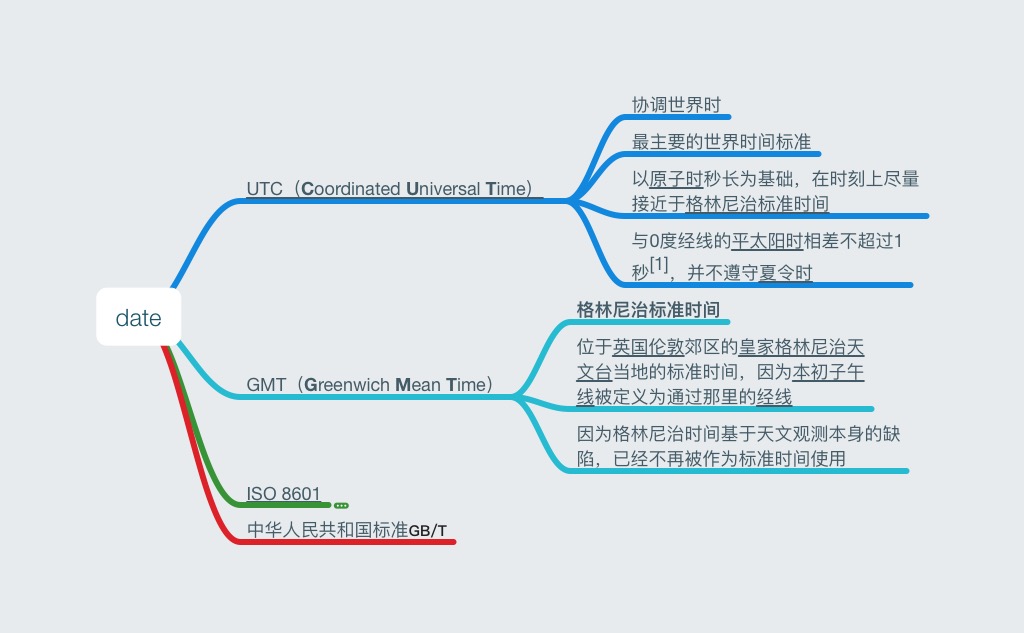 date
UTC（Coordinated Universal Time）
协调世界时
最主要的世界时间标准
以原子时秒长为基础，在时刻上尽量
接近于格林尼治标准时间
与0度经线的平太阳时相差不超过1
秒[1]，并不遵守夏令时
GMT（Greenwich Mean Time）
格林尼治标准时间
位于英国伦敦郊区的皇家格林尼治天
文台当地的标准时间，因为本初子午
线被定义为通过那里的经线
因为格林尼治时间基于天文观测本身的缺
陷，已经不再被作为标准时间使用
ISO 8601
中华人民共和国标准GB/T